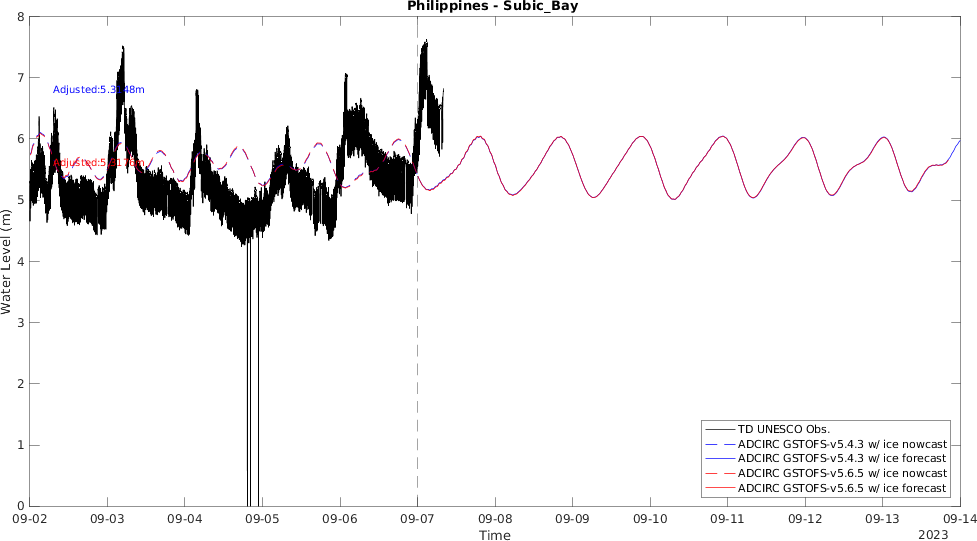 Philippines - Subic_Bay
8
7
Adjusted:5.3148m
6
Adjusted:5.
5
4
3
2
1
0
Water Level (m)
TD UNESCO Obs.
ADCIRC GSTOFS-v5.4.3 w/ ice nowcast
ADCIRC GSTOFS-v5.4.3 w/ ice forecast
ADCIRC GSTOFS-v5.6.5 w/ ice nowcast
ADCIRC GSTOFS-v5.6.5 w/ ice forecast
09-02 09-03 09-04 09-05 09-06 09-07 09-08 09-09 09-10 09-11 09-12 09-13 09-14
Time
2023